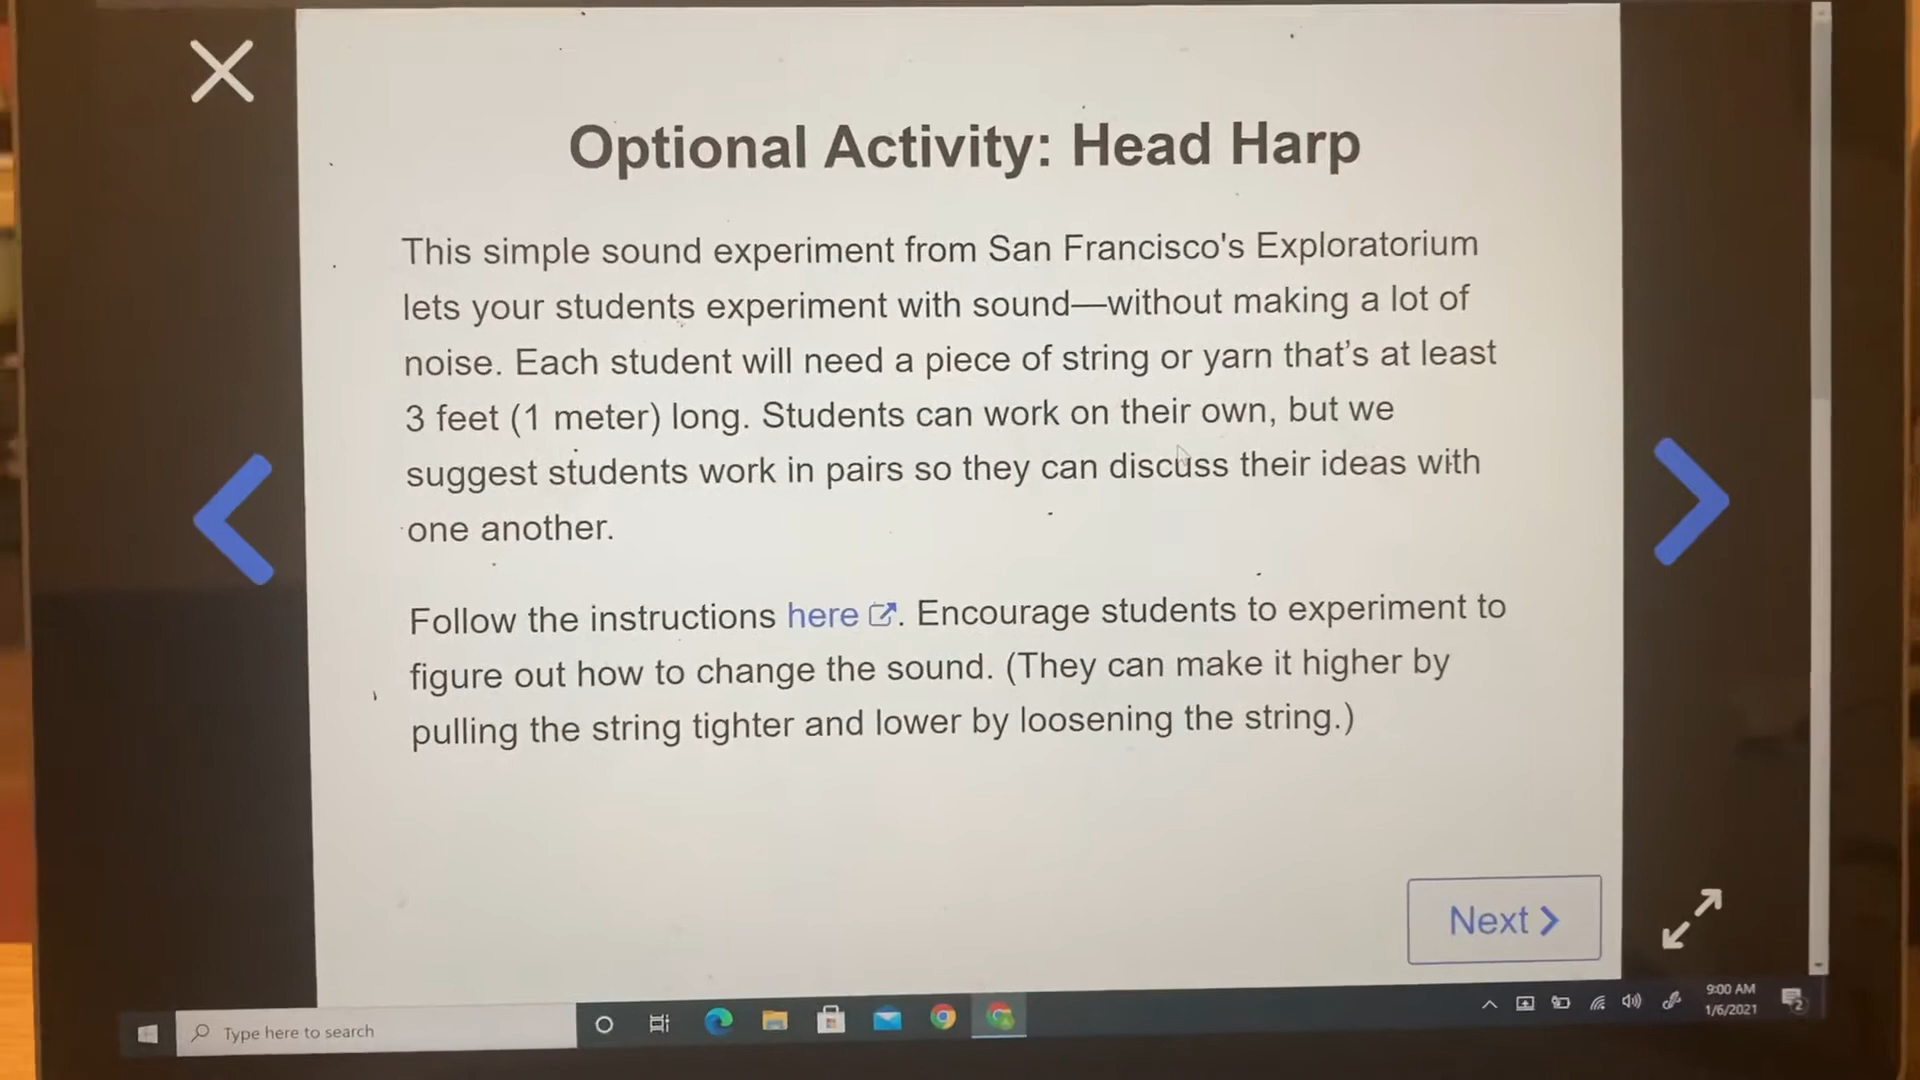 Optional Activity: Head Harp
This simple sound experiment from San Francisco's Exploratorium
lets your students experiment with sound—without making a lot of
noise. Each student will need a piece of string or yarn that’s at least
3 feet (1 meter) long. Students can work on their own, but we
suggest students work in pairs so they can discuss their ideas with
one another.
Follow the instructions here. Encourage students to experiment to
figure out how to change the sound. (They can make it higher by
pulling the string tighter and lower by loosening the string.)
Next
Type here to search
9:00 AM
1/6/2021
2